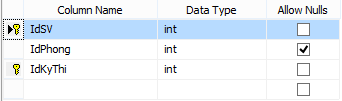 Column Name Data Type Allow Nulls
IdSV int
IdPhong int
IdKyThi int